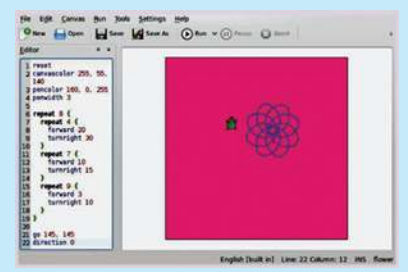 File Edit Canvas Run Tools Settings Help
New Open Save Save As Run Pause Abort
Editor
1 reset
2 canvascolor 255, 55,
140
3 pencolor 160, 0, 255
4 penwidth 3
5
6 repeat 8 {
7 repeat 4 {
8 forward 20
9 turnright 30
10 }
11 repeat 7 {
12 forward 10
13 turnright 15
14 }
15 repeat 9 {
16 forward 3
17 turnright 10
18 }
19 }
20
21 go 145, 145
22 direction 0
English [built in] Line: 22 Column: 12 INS flower